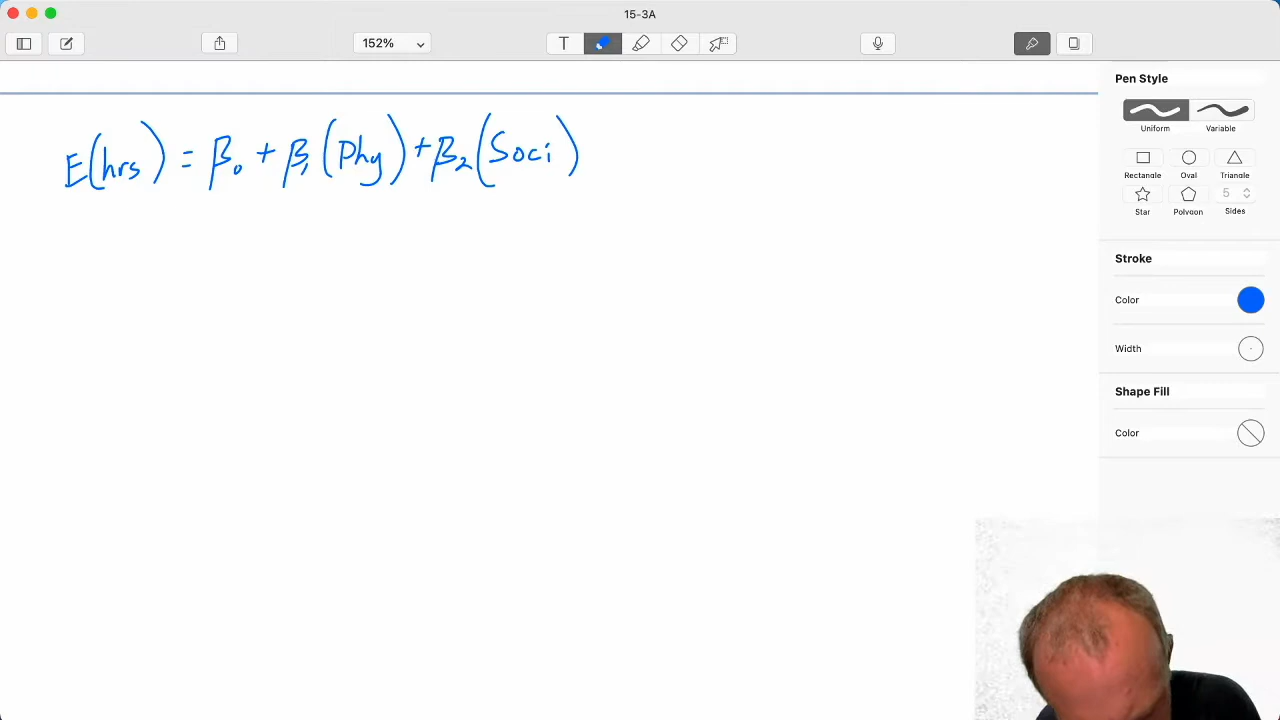 15-3A
152%
T
Pen Style
Uniform
Variable
Rectangle
Oval
Triangle
5
Star
Polygon
Sides
Stroke
Color
Width
Shape Fill
Color
E(hrs) = β₀ + β₁(Phy) + β₂(Soci)